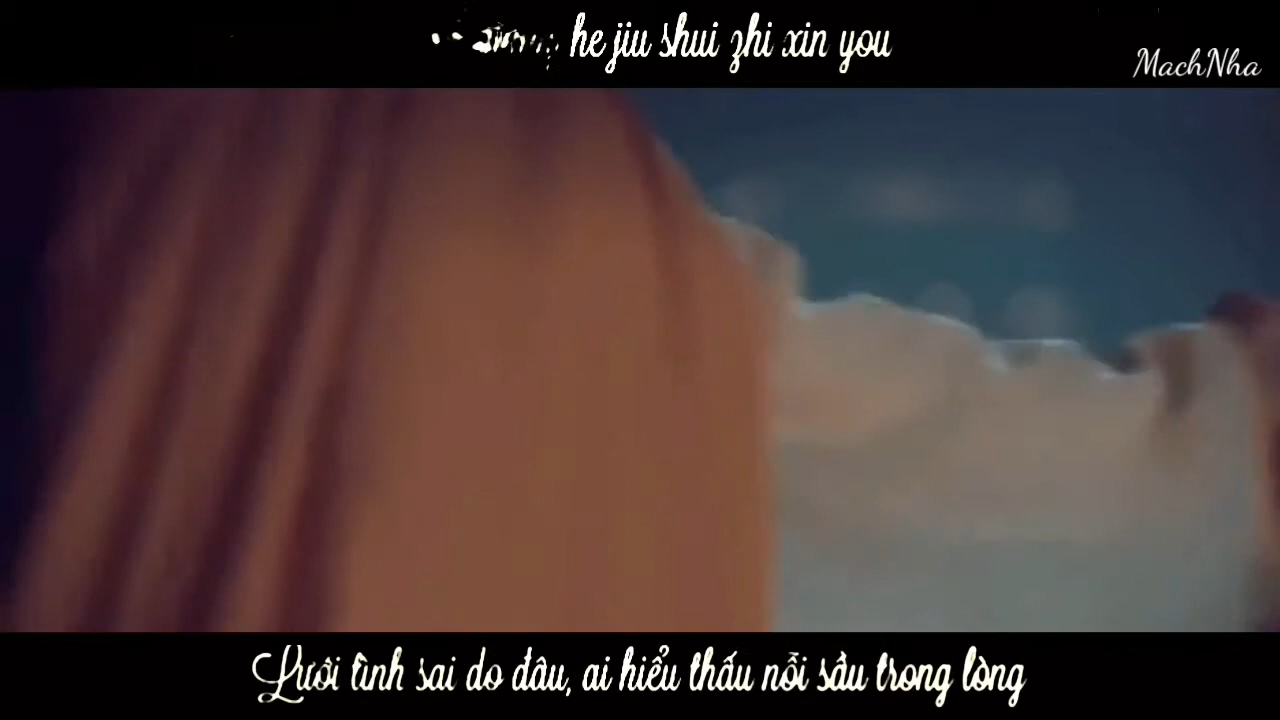 he jiu shui zhi xin you
MachNha
Lưới tình sai do đâu, ai hiểu thấu nỗi sầu trong lòng